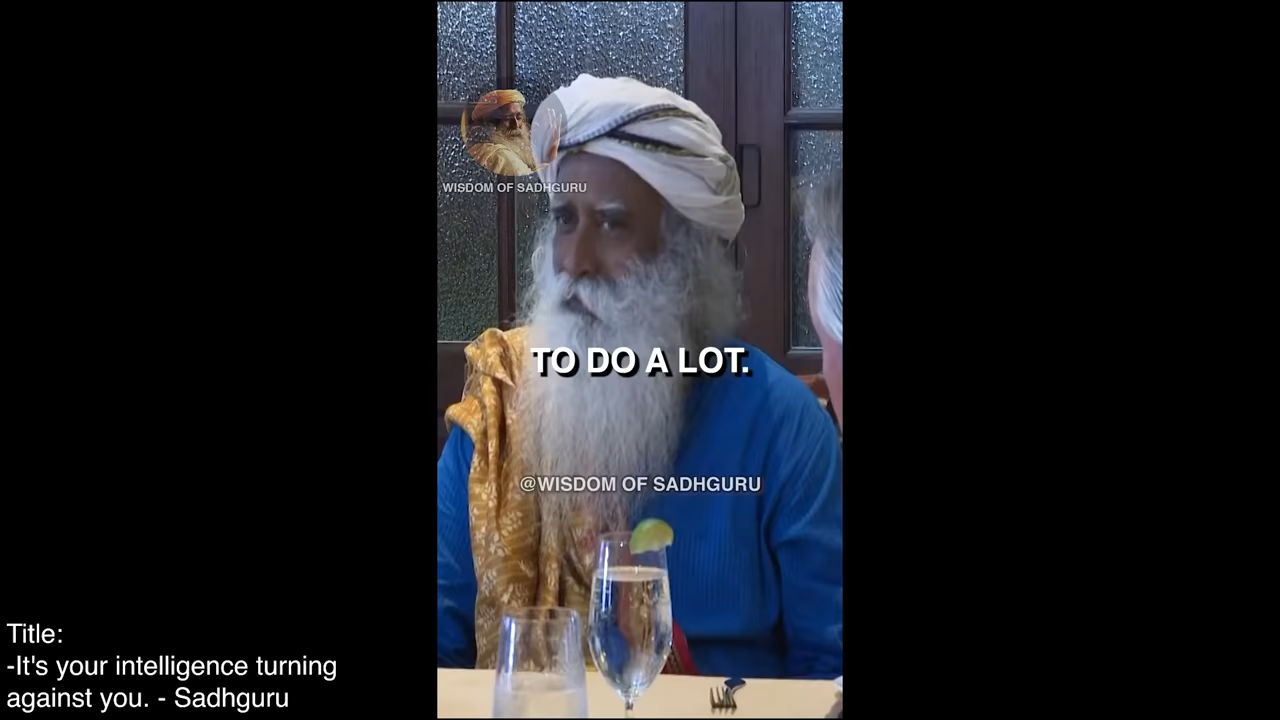 WISDOM OF SADHGURU
TO DO A LOT.
@WISDOM OF SADHGURU
Title:
-It's your intelligence turning
against you. - Sadhguru